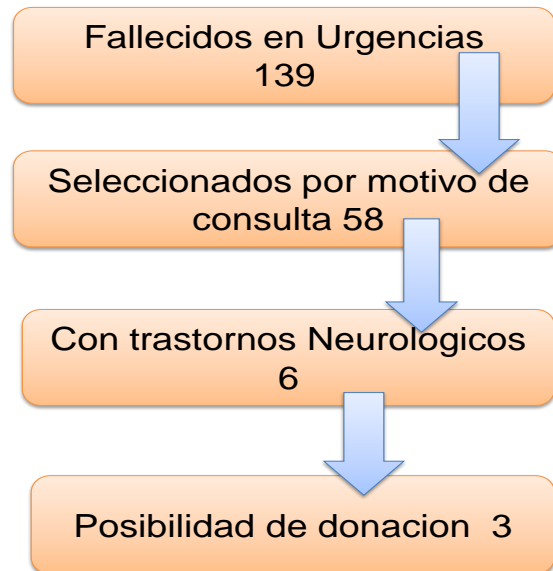 Fallecidos en Urgencias
139
Seleccionados por motivo de
consulta 58
Con trastornos Neurologicos
6
Posibilidad de donacion 3